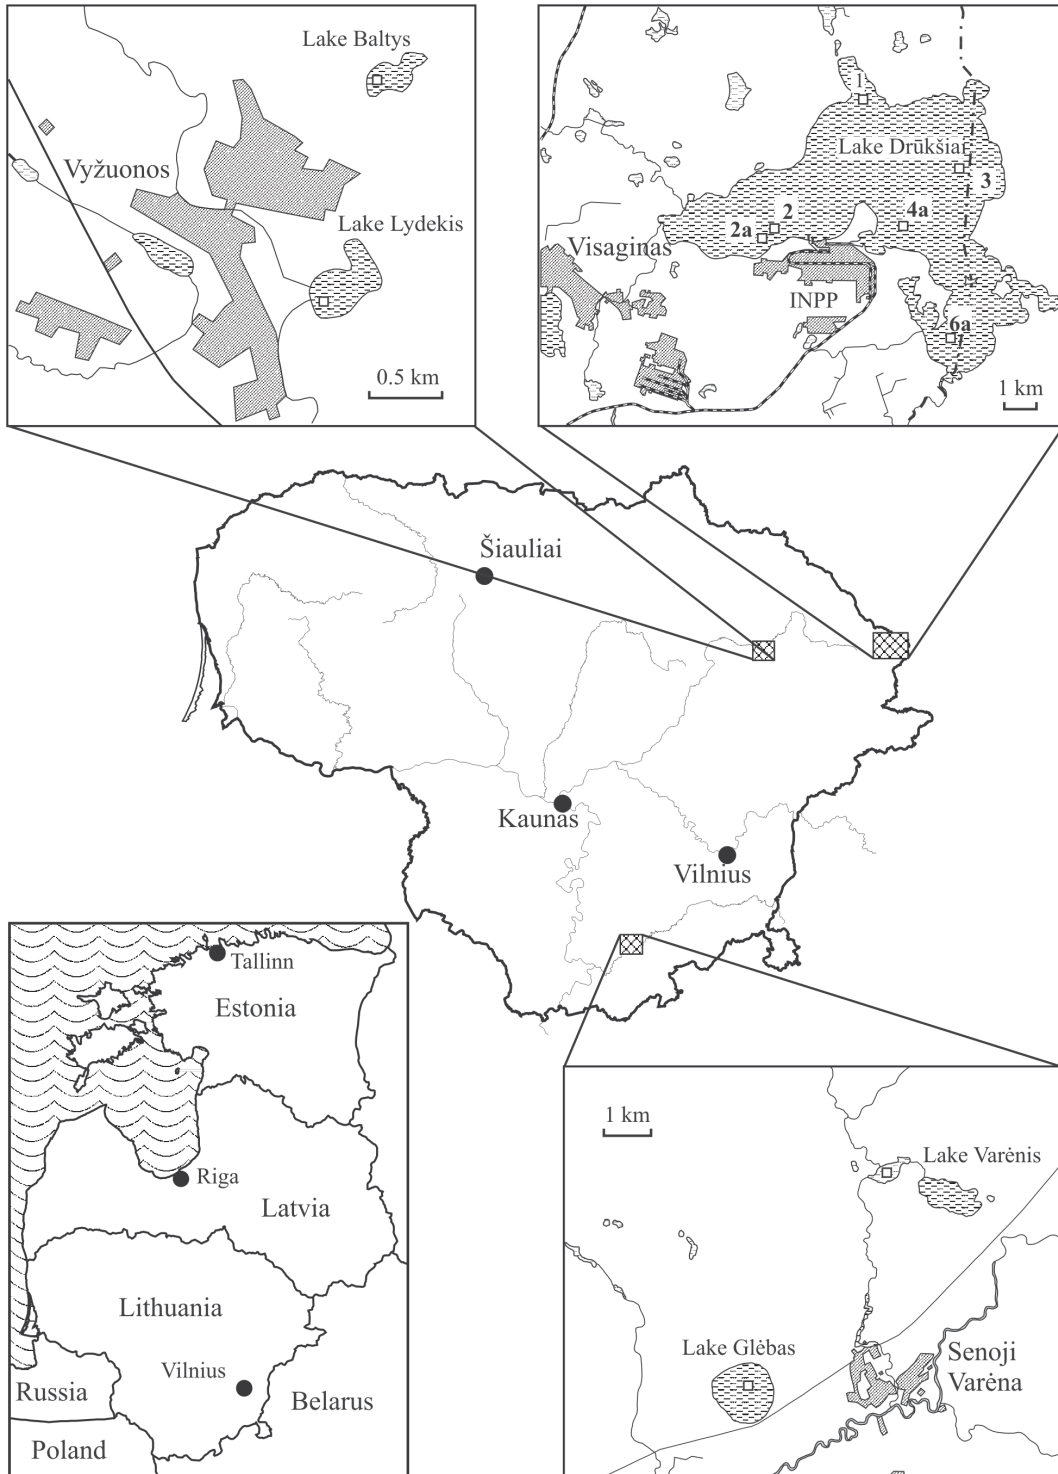 Lake Baltys
Vyžuonos
Lake Lydekis
0.5 km
1
Lake Drūkšiai
3
2
4a
2a
Visaginas
INPP
6a
1 km
Šiauliai
Kaunas
Vilnius
Tallinn
Estonia
Riga
Latvia
Lithuania
Vilnius
Russia
Belarus
Poland
1 km
Lake Varėnis
Lake Glėbas
Senoji
Varėna